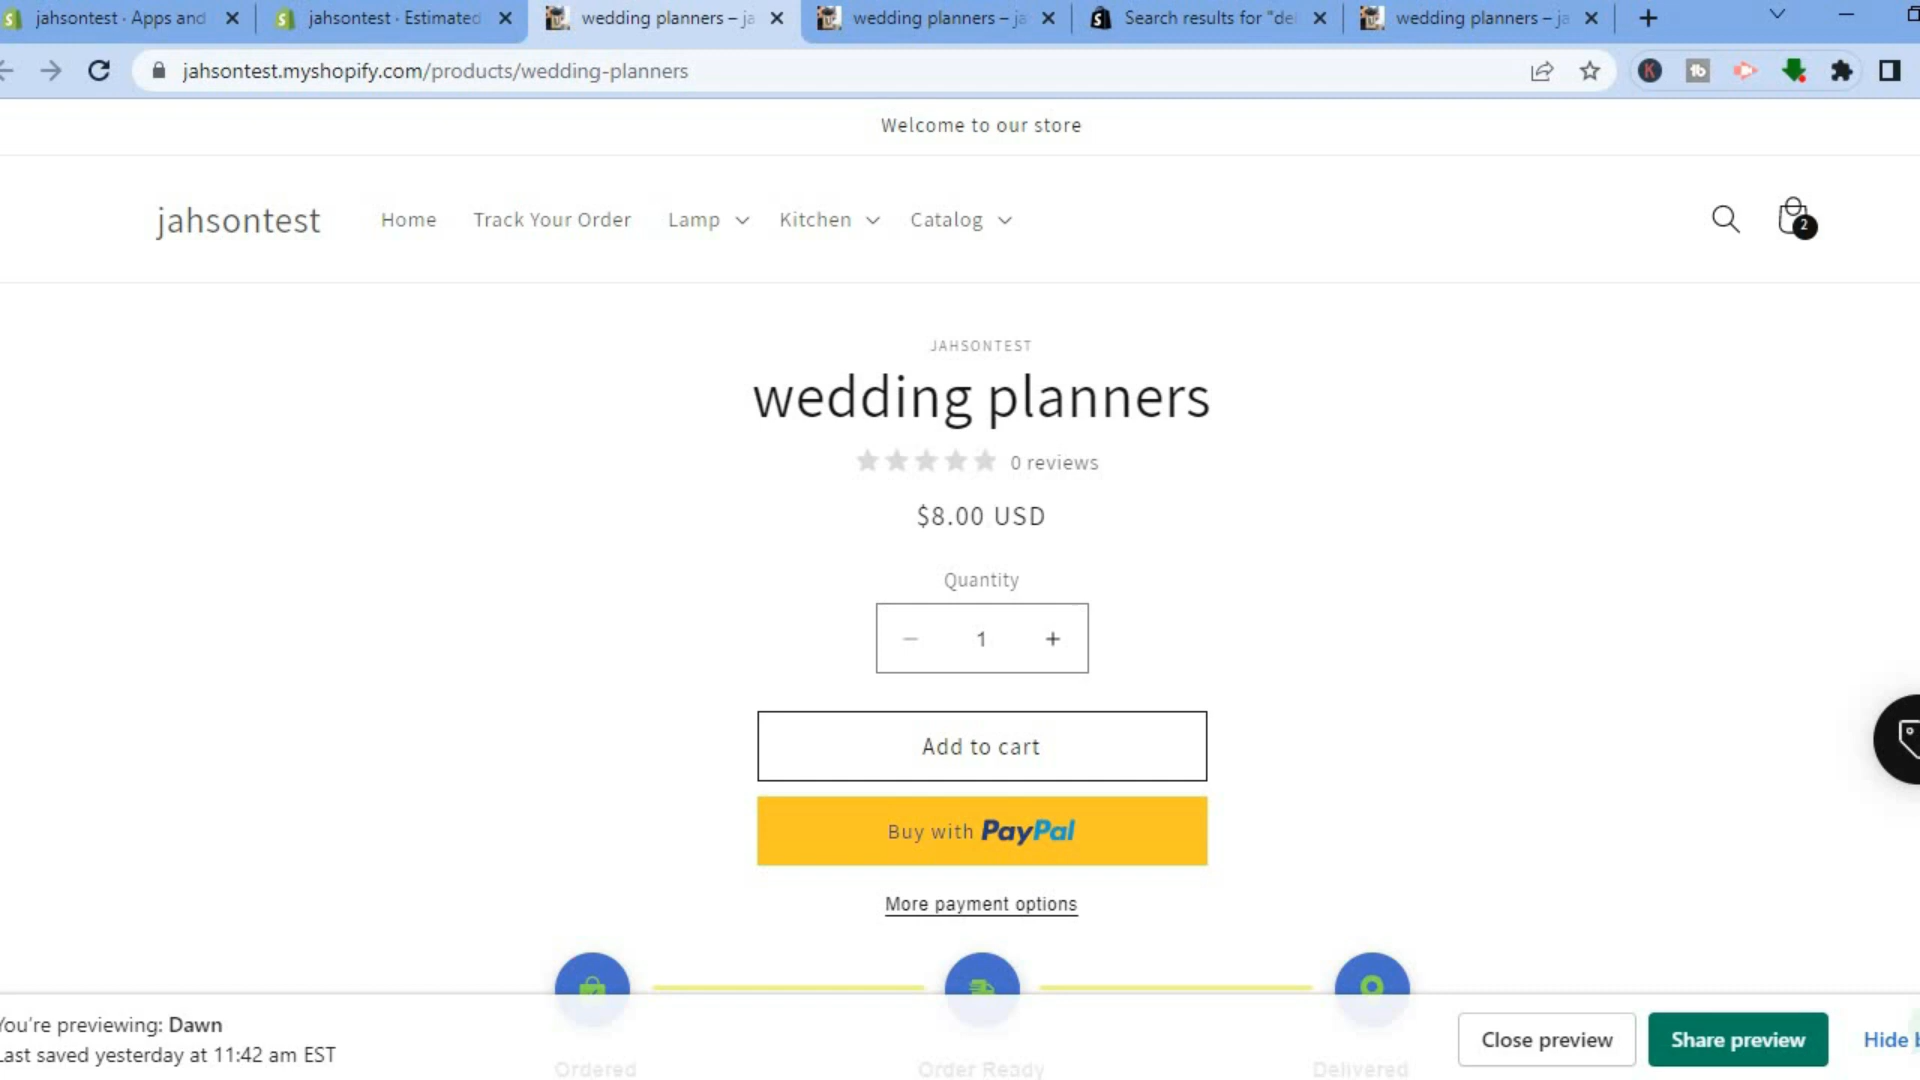 jahsontest · Apps and
jahsontest · Estimated
wedding planners – ja
wedding planners – ja
Search results for "del
wedding planners – ja
jahsontest.myshopify.com/products/wedding-planners
Welcome to our store
jahsontest
Home
Track Your Order
Lamp
Kitchen
Catalog
2
JAHSONTEST
wedding planners
0 reviews
$8.00 USD
Quantity
− 1 +
Add to cart
Buy with PayPal
More payment options
You're previewing: Dawn
Last saved yesterday at 11:42 am EST
Close preview
Share preview
Hide b
Ordered
Order Ready
Delivered